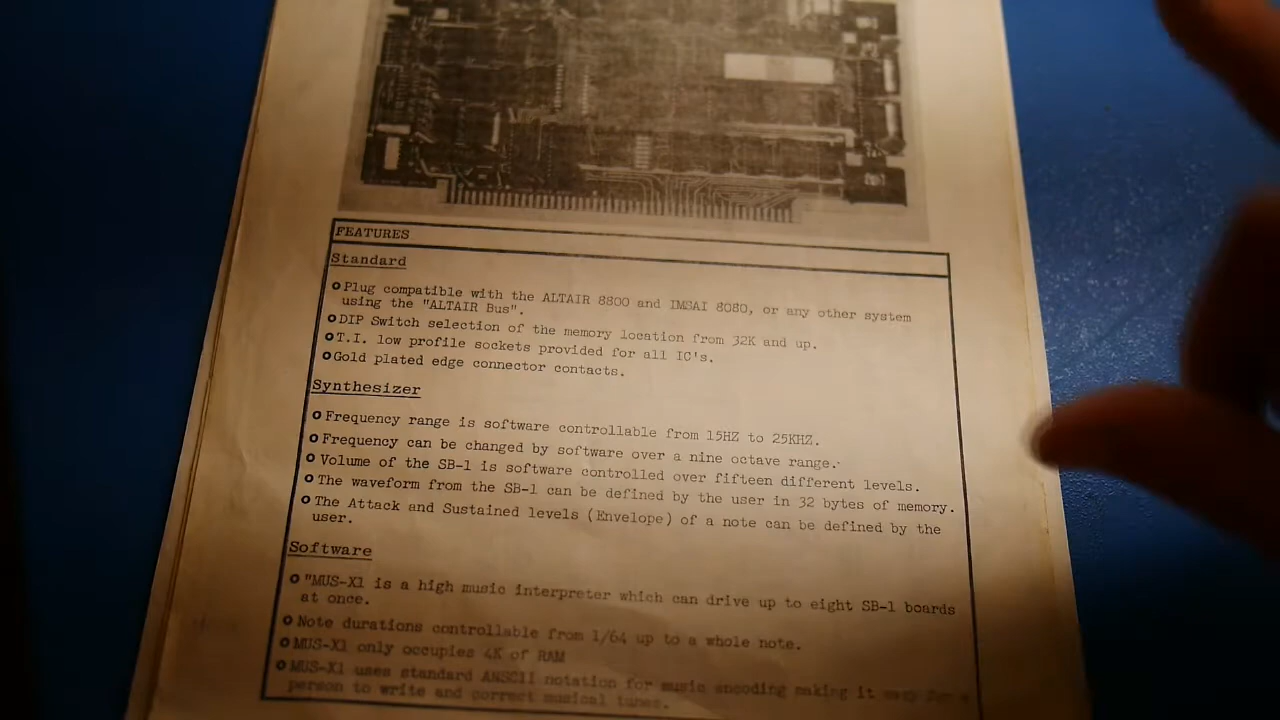 FEATURES
Standard
Plug compatible with the ALTAIR 8800 and IMSAI 8080, or any other system
using the "ALTAIR Bus".
DIP Switch selection of the memory location from 32K and up.
T.I. low profile sockets provided for all IC's.
Gold plated edge connector contacts.
Synthesizer
Frequency range is software controllable from 15HZ to 25KHZ.
Frequency can be changed by software over a nine octave range.
Volume of the SB-1 is software controlled over fifteen different levels.
The waveform from the SB-1 can be defined by the user in 32 bytes of memory.
The Attack and Sustained levels (Envelope) of a note can be defined by the
user.
Software
"MUS-X1 is a high music interpreter which can drive up to eight SB-1 boards
at once.
Note durations controllable from 1/64 up to a whole note.
MUS-X1 only occupies 4K of RAM
MUS-X1 uses standard ANSCII notation for music encoding making it easy for a
person to write and correct musical tunes.